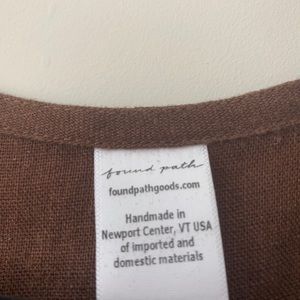 found path
foundpathgoods.com
Handmade in
Newport Center, VT USA
of imported and
domestic materials